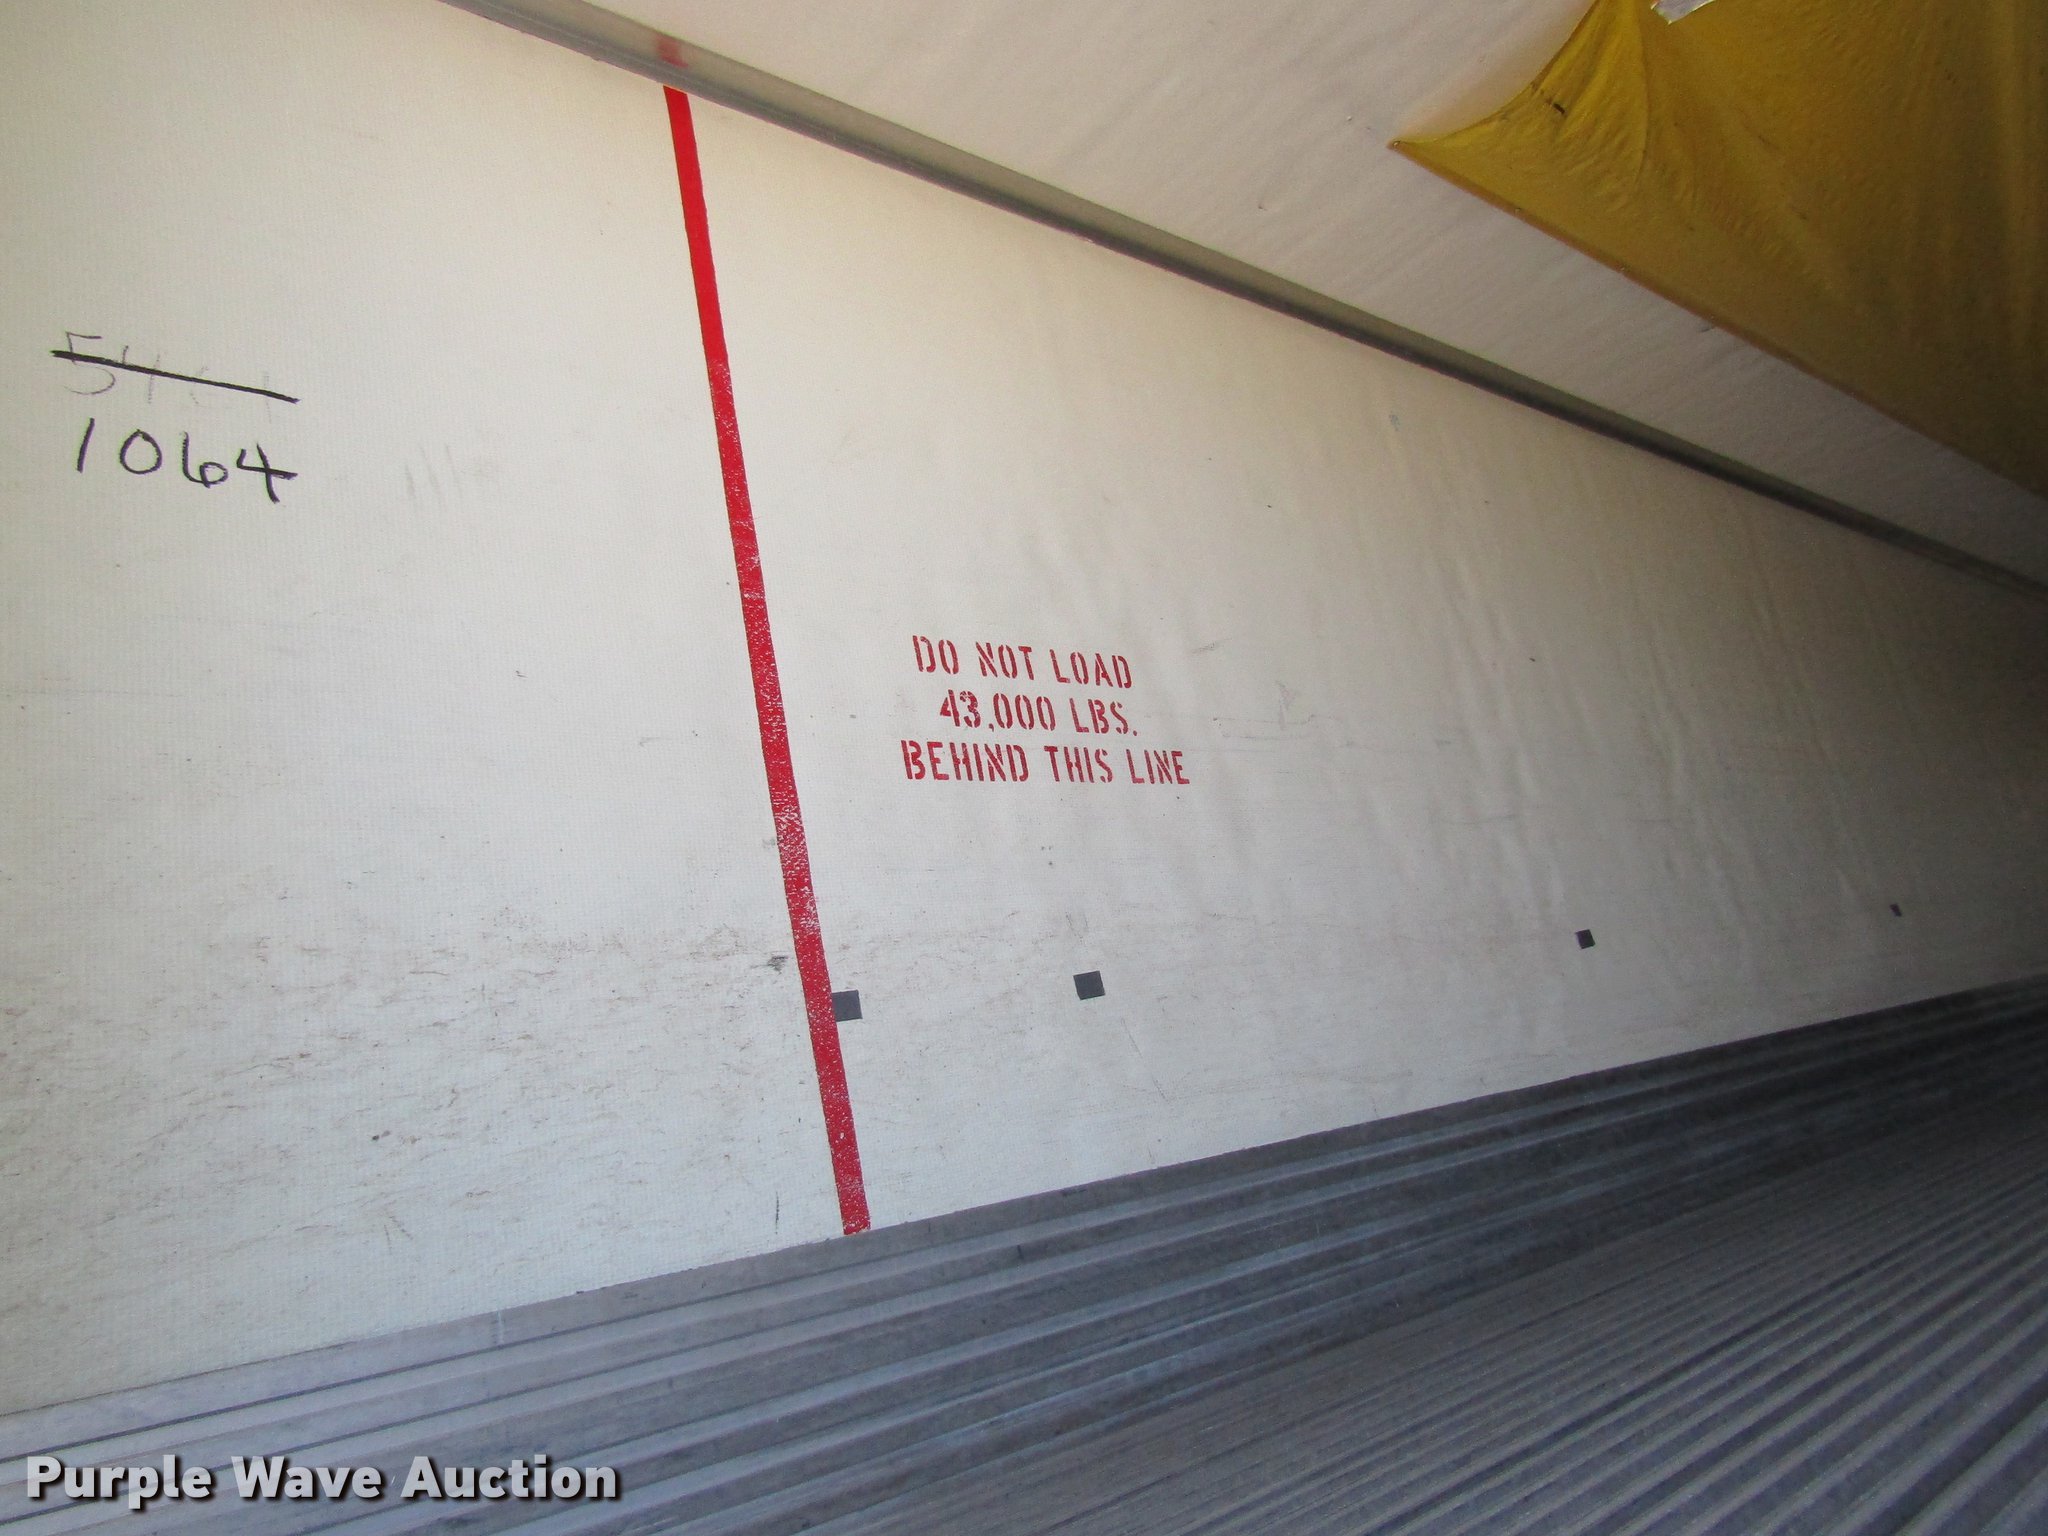 1064
DO NOT LOAD
43,000 LBS.
BEHIND THIS LINE
Purple Wave Auction